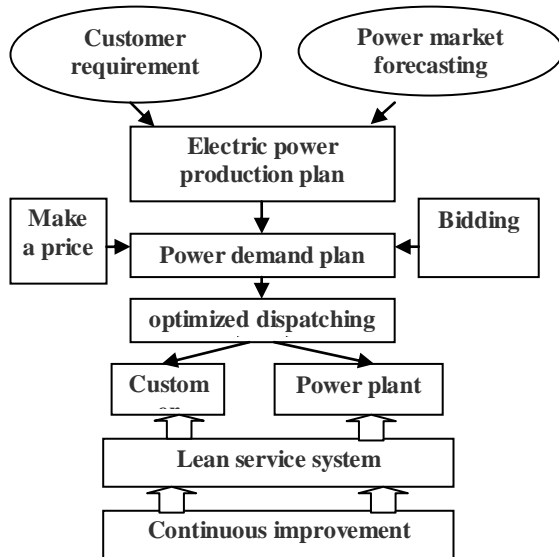 Customer
requirement
Power market
forecasting
Electric power
production plan
Make
a price
Power demand plan
Bidding
optimized dispatching
Custom
Power plant
Lean service system
Continuous improvement